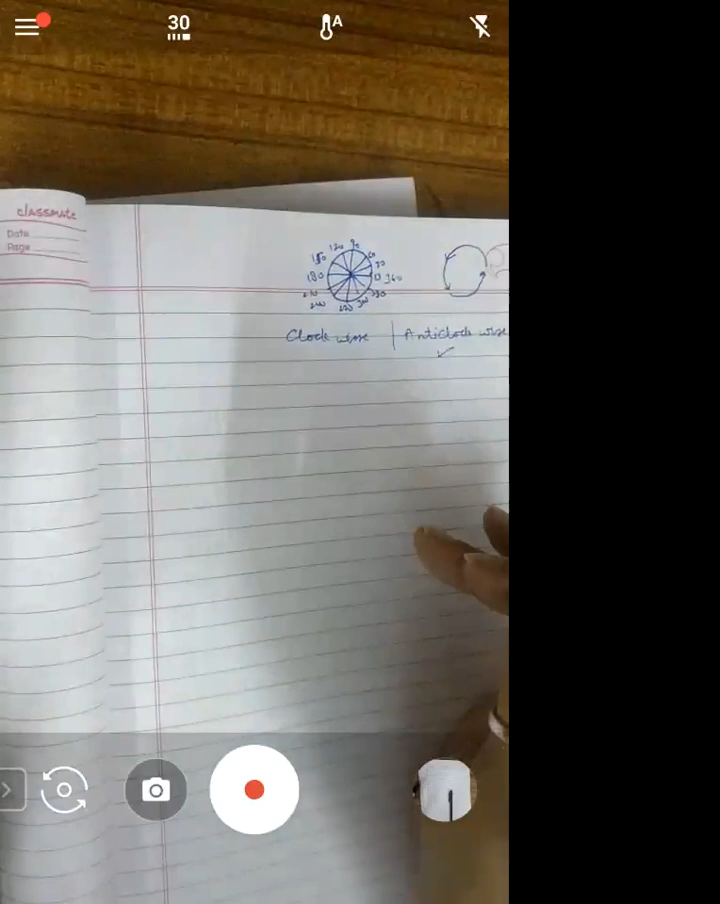 30
A
classmate
Date
Page
120 90 60
150 30
180 0 360
210 330
240 270 300
Clock wise | Anticlock wise